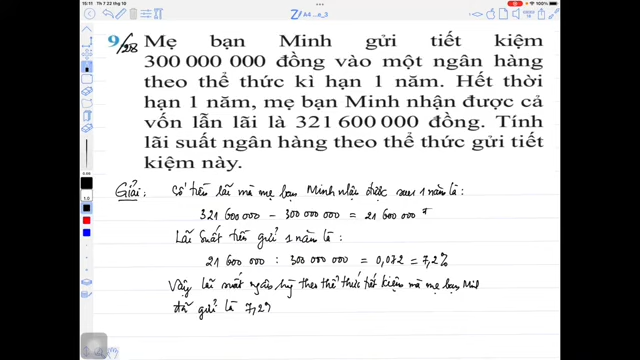 15:11 Th 7 22 thg 10
A4 ..e_3
9/28 Mẹ bạn Minh gửi tiết kiệm
300 000 000 đồng vào một ngân hàng
theo thể thức kì hạn 1 năm. Hết thời
hạn 1 năm, mẹ bạn Minh nhận được cả
vốn lẫn lãi là 321 600 000 đồng. Tính
lãi suất ngân hàng theo thể thức gửi tiết
kiệm này.
Giải: Số tiền lãi mà mẹ bạn Minh nhận được sau 1 năm là:
321 600 000 - 300 000 000 = 21 600 000 đ
Lãi suất tiền gửi 1 năm là:
21 600 000 : 300 000 000 = 0,072 = 7,2%
Vậy lãi suất ngân hàng theo thể thức tiết kiệm mà mẹ bạn Minh
đã gửi là 7,2